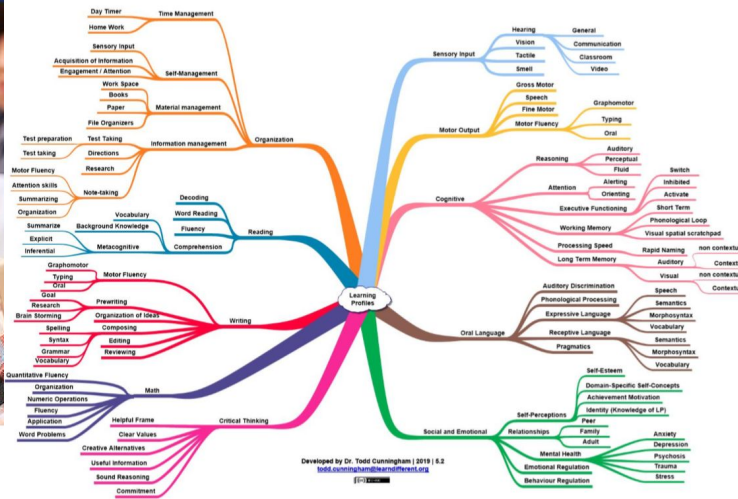 Day Timer
Time Management
Home Work
Sensory Input
Acquisition of Information
Engagement / Attention
Self-Management
Work Space
Books
Paper
Material management
File Organizers
Organization
Test preparation
Test Taking
Information management
Test taking
Directions
Research
Motor Fluency
Attention skills
Note-taking
Summarizing
Organization
Decoding
Word Reading
Fluency
Reading
Vocabulary
Background Knowledge
Summarize
Explicit
Metacognitive
Comprehension
Inferential
Graphomotor
Motor Fluency
Typing
Oral
Goal
Research
Prewriting
Brain Storming
Organization of Ideas
Writing
Spelling
Composing
Syntax
Editing
Grammar
Reviewing
Vocabulary
Quantitative Fluency
Organization
Math
Numeric Operations
Fluency
Application
Word Problems
Helpful Frame
Critical Thinking
Clear Values
Creative Alternatives
Useful Information
Sound Reasoning
Commitment
Learning
Profiles
Sensory Input
Hearing
General
Vision
Communication
Tactile
Classroom
Smell
Video
Motor Output
Gross Motor
Speech
Fine Motor
Motor Fluency
Graphomotor
Typing
Oral
Cognitive
Reasoning
Auditory
Perceptual
Fluid
Attention
Alerting
Orienting
Executive Functioning
Switch
Inhibited
Activate
Working Memory
Short Term
Phonological Loop
Visual spatial scratchpad
Processing Speed
Rapid Naming
Long Term Memory
Auditory
non contextu
Context
Visual
non contextu
Contextu
Oral Language
Auditory Discrimination
Phonological Processing
Expressive Language
Speech
Semantics
Morphosyntax
Vocabulary
Receptive Language
Semantics
Morphosyntax
Vocabulary
Pragmatics
Social and Emotional
Self-Perceptions
Self-Esteem
Domain-Specific Self-Concepts
Achievement Motivation
Identity (Knowledge of LP)
Relationships
Peer
Family
Adult
Mental Health
Anxiety
Depression
Psychosis
Trauma
Stress
Emotional Regulation
Behaviour Regulation
Developed by Dr. Todd Cunningham | 2019 | 5.2
todd.cunningham@learndifferent.org